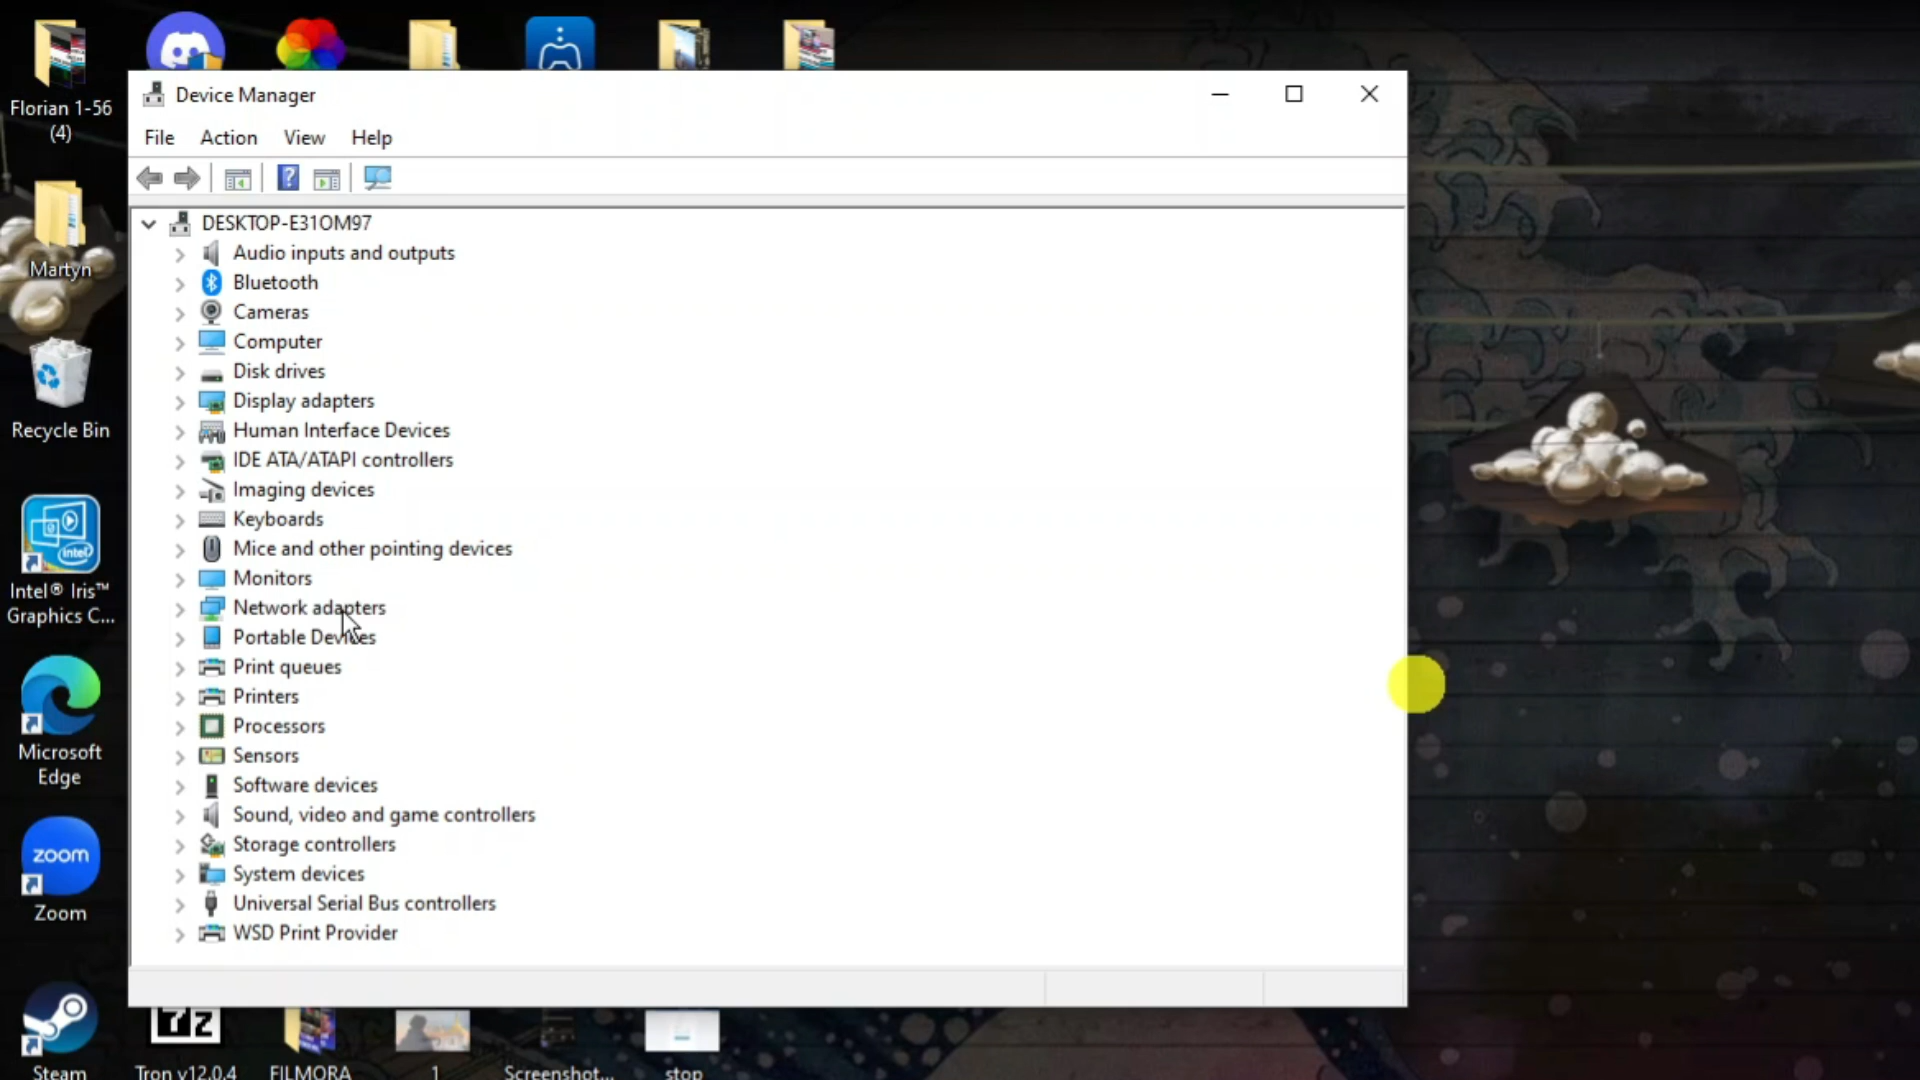 Device Manager
File Action View Help
DESKTOP-E31OM97
Audio inputs and outputs
Bluetooth
Cameras
Computer
Disk drives
Display adapters
Human Interface Devices
IDE ATA/ATAPI controllers
Imaging devices
Keyboards
Mice and other pointing devices
Monitors
Network adapters
Portable Devices
Print queues
Printers
Processors
Sensors
Software devices
Sound, video and game controllers
Storage controllers
System devices
Universal Serial Bus controllers
WSD Print Provider
Florian 1-56
(4)
Martyn
Recycle Bin
intel
Intel® Iris™
Graphics C...
Microsoft
Edge
zoom
Zoom
Steam
Tron v12.0.4
FILMORA
1
Screenshot...
stop